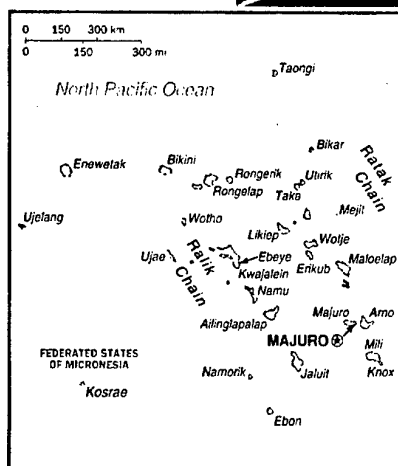 0 150 300 km
0 150 300 mi
Taongi
North Pacific Ocean
Bikar
Ratak
Chain
Enewetak
Bikini
Rongerik
Utirik
Rongelap
Taka
Mejit
Ujelang
Wotho
Likiep
Wotje
Ujae
Ralik
Chain
Ebeye
Erikub
Maloelap
Kwajalein
Namu
Ailinglapalap
Majuro
Arno
MAJURO
Mili
FEDERATED STATES
OF MICRONESIA
Namorik
Jaluit
Knox
Kosrae
Ebon